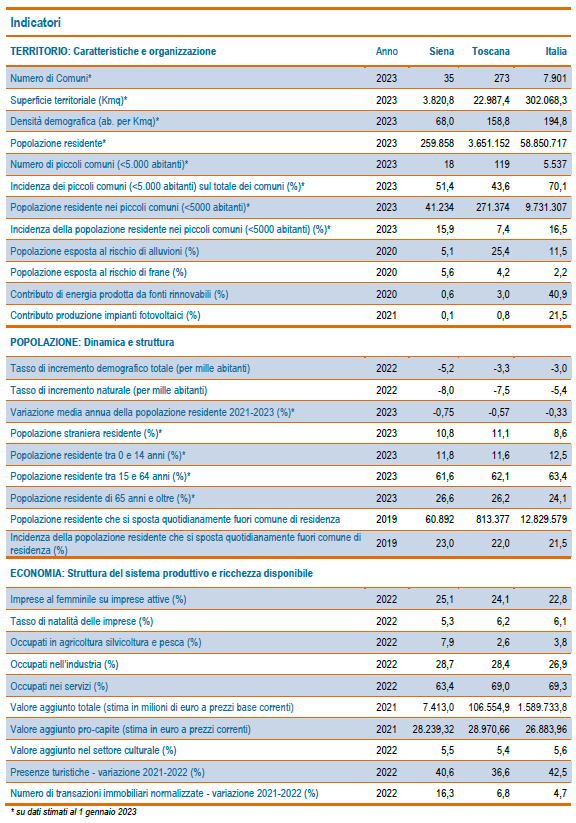 Indicatori
TERRITORIO: Caratteristiche e organizzazione Anno Siena Toscana Italia
Numero di Comuni* 2023 35 273 7.901
Superficie territoriale (Kmq)* 2023 3.820,8 22.987,4 302.068,3
Densità demografica (ab. per Kmq)* 2023 68,0 158,8 194,8
Popolazione residente* 2023 259.858 3.651.152 58.850.717
Numero di piccoli comuni (<5.000 abitanti)* 2023 18 119 5.537
Incidenza dei piccoli comuni (<5.000 abitanti) sul totale dei comuni (%)* 2023 51,4 43,6 70,1
Popolazione residente nei piccoli comuni (<5000 abitanti)* 2023 41.234 271.374 9.731.307
Incidenza della popolazione residente nei piccoli comuni (<5000 abitanti) (%)* 2023 15,9 7,4 16,5
Popolazione esposta al rischio di alluvioni (%) 2020 5,1 25,4 11,5
Popolazione esposta al rischio di frane (%) 2020 5,6 4,2 2,2
Contributo di energia prodotta da fonti rinnovabili (%) 2020 0,6 3,0 40,9
Contributo produzione impianti fotovoltaici (%) 2021 0,1 0,8 21,5
POPOLAZIONE: Dinamica e struttura
Tasso di incremento demografico totale (per mille abitanti) 2022 -5,2 -3,3 -3,0
Tasso di incremento naturale (per mille abitanti) 2022 -8,0 -7,5 -5,4
Variazione media annua della popolazione residente 2021-2023 (%)* 2023 -0,75 -0,57 -0,33
Popolazione straniera residente (%)* 2023 10,8 11,1 8,6
Popolazione residente tra 0 e 14 anni (%)* 2023 11,8 11,6 12,5
Popolazione residente tra 15 e 64 anni (%)* 2023 61,6 62,1 63,4
Popolazione residente di 65 anni e oltre (%)* 2023 26,6 26,2 24,1
Popolazione residente che si sposta quotidianamente fuori comune di residenza 2019 60.892 813.377 12.829.579
Incidenza della popolazione residente che si sposta quotidianamente fuori comune di
residenza (%) 2019 23,0 22,0 21,5
ECONOMIA: Struttura del sistema produttivo e ricchezza disponibile
Imprese al femminile su imprese attive (%) 2022 25,1 24,1 22,8
Tasso di natalità delle imprese (%) 2022 5,3 6,2 6,1
Occupati in agricoltura silvicoltura e pesca (%) 2022 7,9 2,6 3,8
Occupati nell'industria (%) 2022 28,7 28,4 26,9
Occupati nei servizi (%) 2022 63,4 69,0 69,3
Valore aggiunto totale (stima in milioni di euro a prezzi base correnti) 2021 7.413,0 106.554,9 1.589.733,8
Valore aggiunto pro-capite (stima in euro a prezzi correnti) 2021 28.239,32 28.970,66 26.883,96
Valore aggiunto nel settore culturale (%) 2022 5,5 5,4 5,6
Presenze turistiche - variazione 2021-2022 (%) 2022 40,6 36,6 42,5
Numero di transazioni immobiliari normalizzate - variazione 2021-2022 (%) 2022 16,3 6,8 4,7
* su dati stimati al 1 gennaio 2023